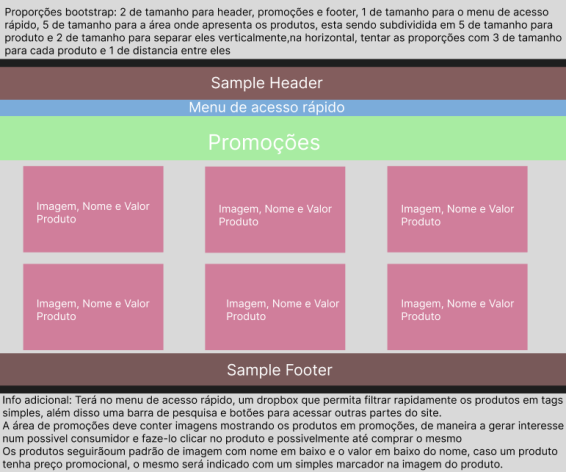 Proporções bootstrap: 2 de tamanho para header, promoções e footer, 1 de tamanho para o menu de acesso
rápido, 5 de tamanho para a área onde apresenta os produtos, esta sendo subdividida em 5 de tamanho para
produto e 2 de tamanho para separar eles verticalmente,na horizontal, tentar as proporções com 3 de tamanho
para cada produto e 1 de distancia entre eles
Sample Header
Menu de acesso rápido
Promoções
Imagem, Nome e Valor
Produto
Imagem, Nome e Valor
Produto
Imagem, Nome e Valor
Produto
Imagem, Nome e Valor
Produto
Imagem, Nome e Valor
Produto
Imagem, Nome e Valor
Produto
Sample Footer
Info adicional: Terá no menu de acesso rápido, um dropbox que permita filtrar rapidamente os produtos em tags
simples, além disso uma barra de pesquisa e botões para acessar outras partes do site.
A área de promoções deve conter imagens mostrando os produtos em promoções, de maneira a gerar interesse
num possivel consumidor e faze-lo clicar no produto e possivelmente até comprar o mesmo
Os produtos seguirãoum padrão de imagem com nome em baixo e o valor em baixo do nome, caso um produto
tenha preço promocional, o mesmo será indicado com um simples marcador na imagem do produto.